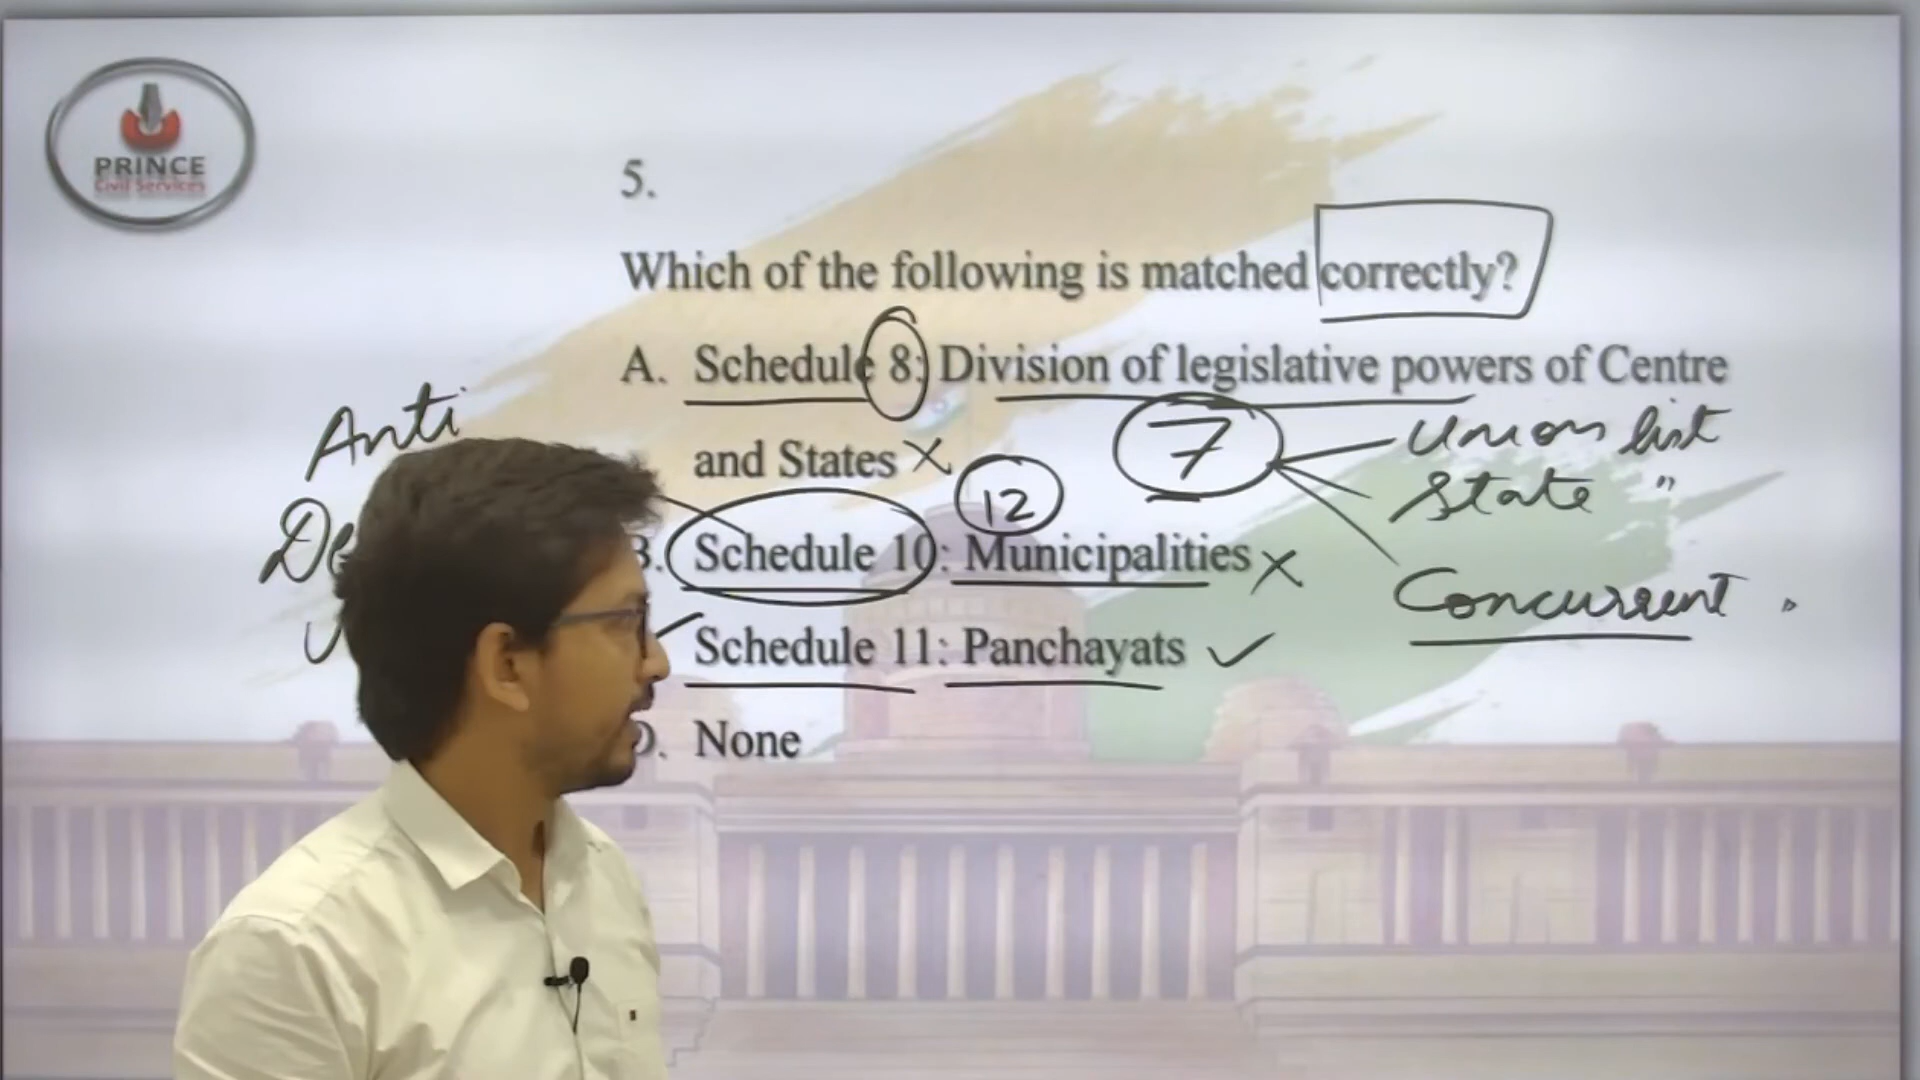 PRINCE
Civil Services
5.
Which of the following is matched correctly?
A. Schedule 8: Division of legislative powers of Centre
and States ×
7
Union list
State "
Concurrent "
12
Anti
B. Schedule 10: Municipalities ×
Schedule 11: Panchayats ✓
D. None